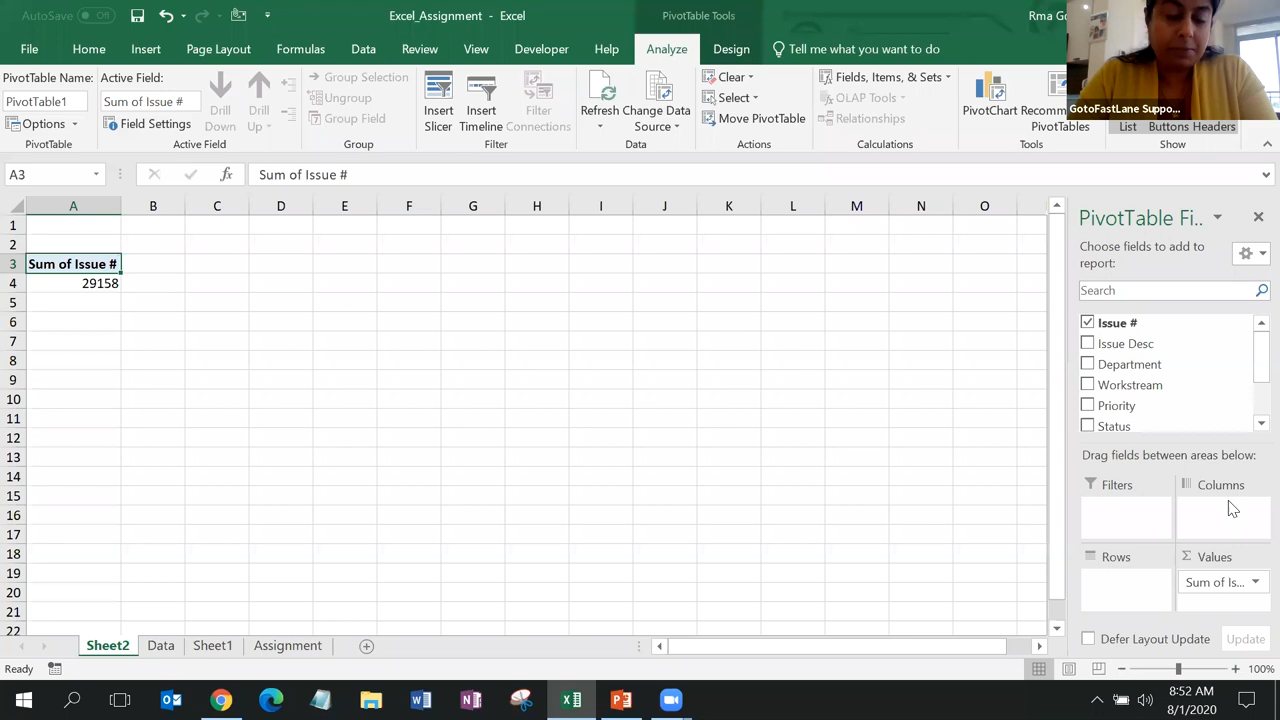 AutoSave Off Excel_Assignment - Excel PivotTable Tools Rma Go
File Home Insert Page Layout Formulas Data Review View Developer Help Analyze Design Tell me what you want to do
GotoFastLane Suppo...
PivotTable Name:
PivotTable1
Options
PivotTable
Active Field:
Sum of Issue #
Field Settings
Drill Down
Drill Up
Active Field
Group Selection
Ungroup
Group Field
Group
Insert Slicer
Insert Timeline
Filter Connections
Filter
Refresh
Change Data Source
Data
Clear
Select
Move PivotTable
Actions
Fields, Items, & Sets
OLAP Tools
Relationships
Calculations
PivotChart
Recomm
PivotTables
Tools
List
Buttons
Headers
Show
A3 fx Sum of Issue #
A B C D E F G H I J K L M N O
1
2
3 Sum of Issue #
4 29158
5
6
7
8
9
10
11
12
13
14
15
16
17
18
19
20
21
22
PivotTable Fi..
Choose fields to add to
report:
Search
Issue #
Issue Desc
Department
Workstream
Priority
Status
Drag fields between areas below:
Filters
Columns
Rows
Σ Values
Sum of Is...
Defer Layout Update
Update
Sheet2 Data Sheet1 Assignment
Ready
100%
8:52 AM
8/1/2020